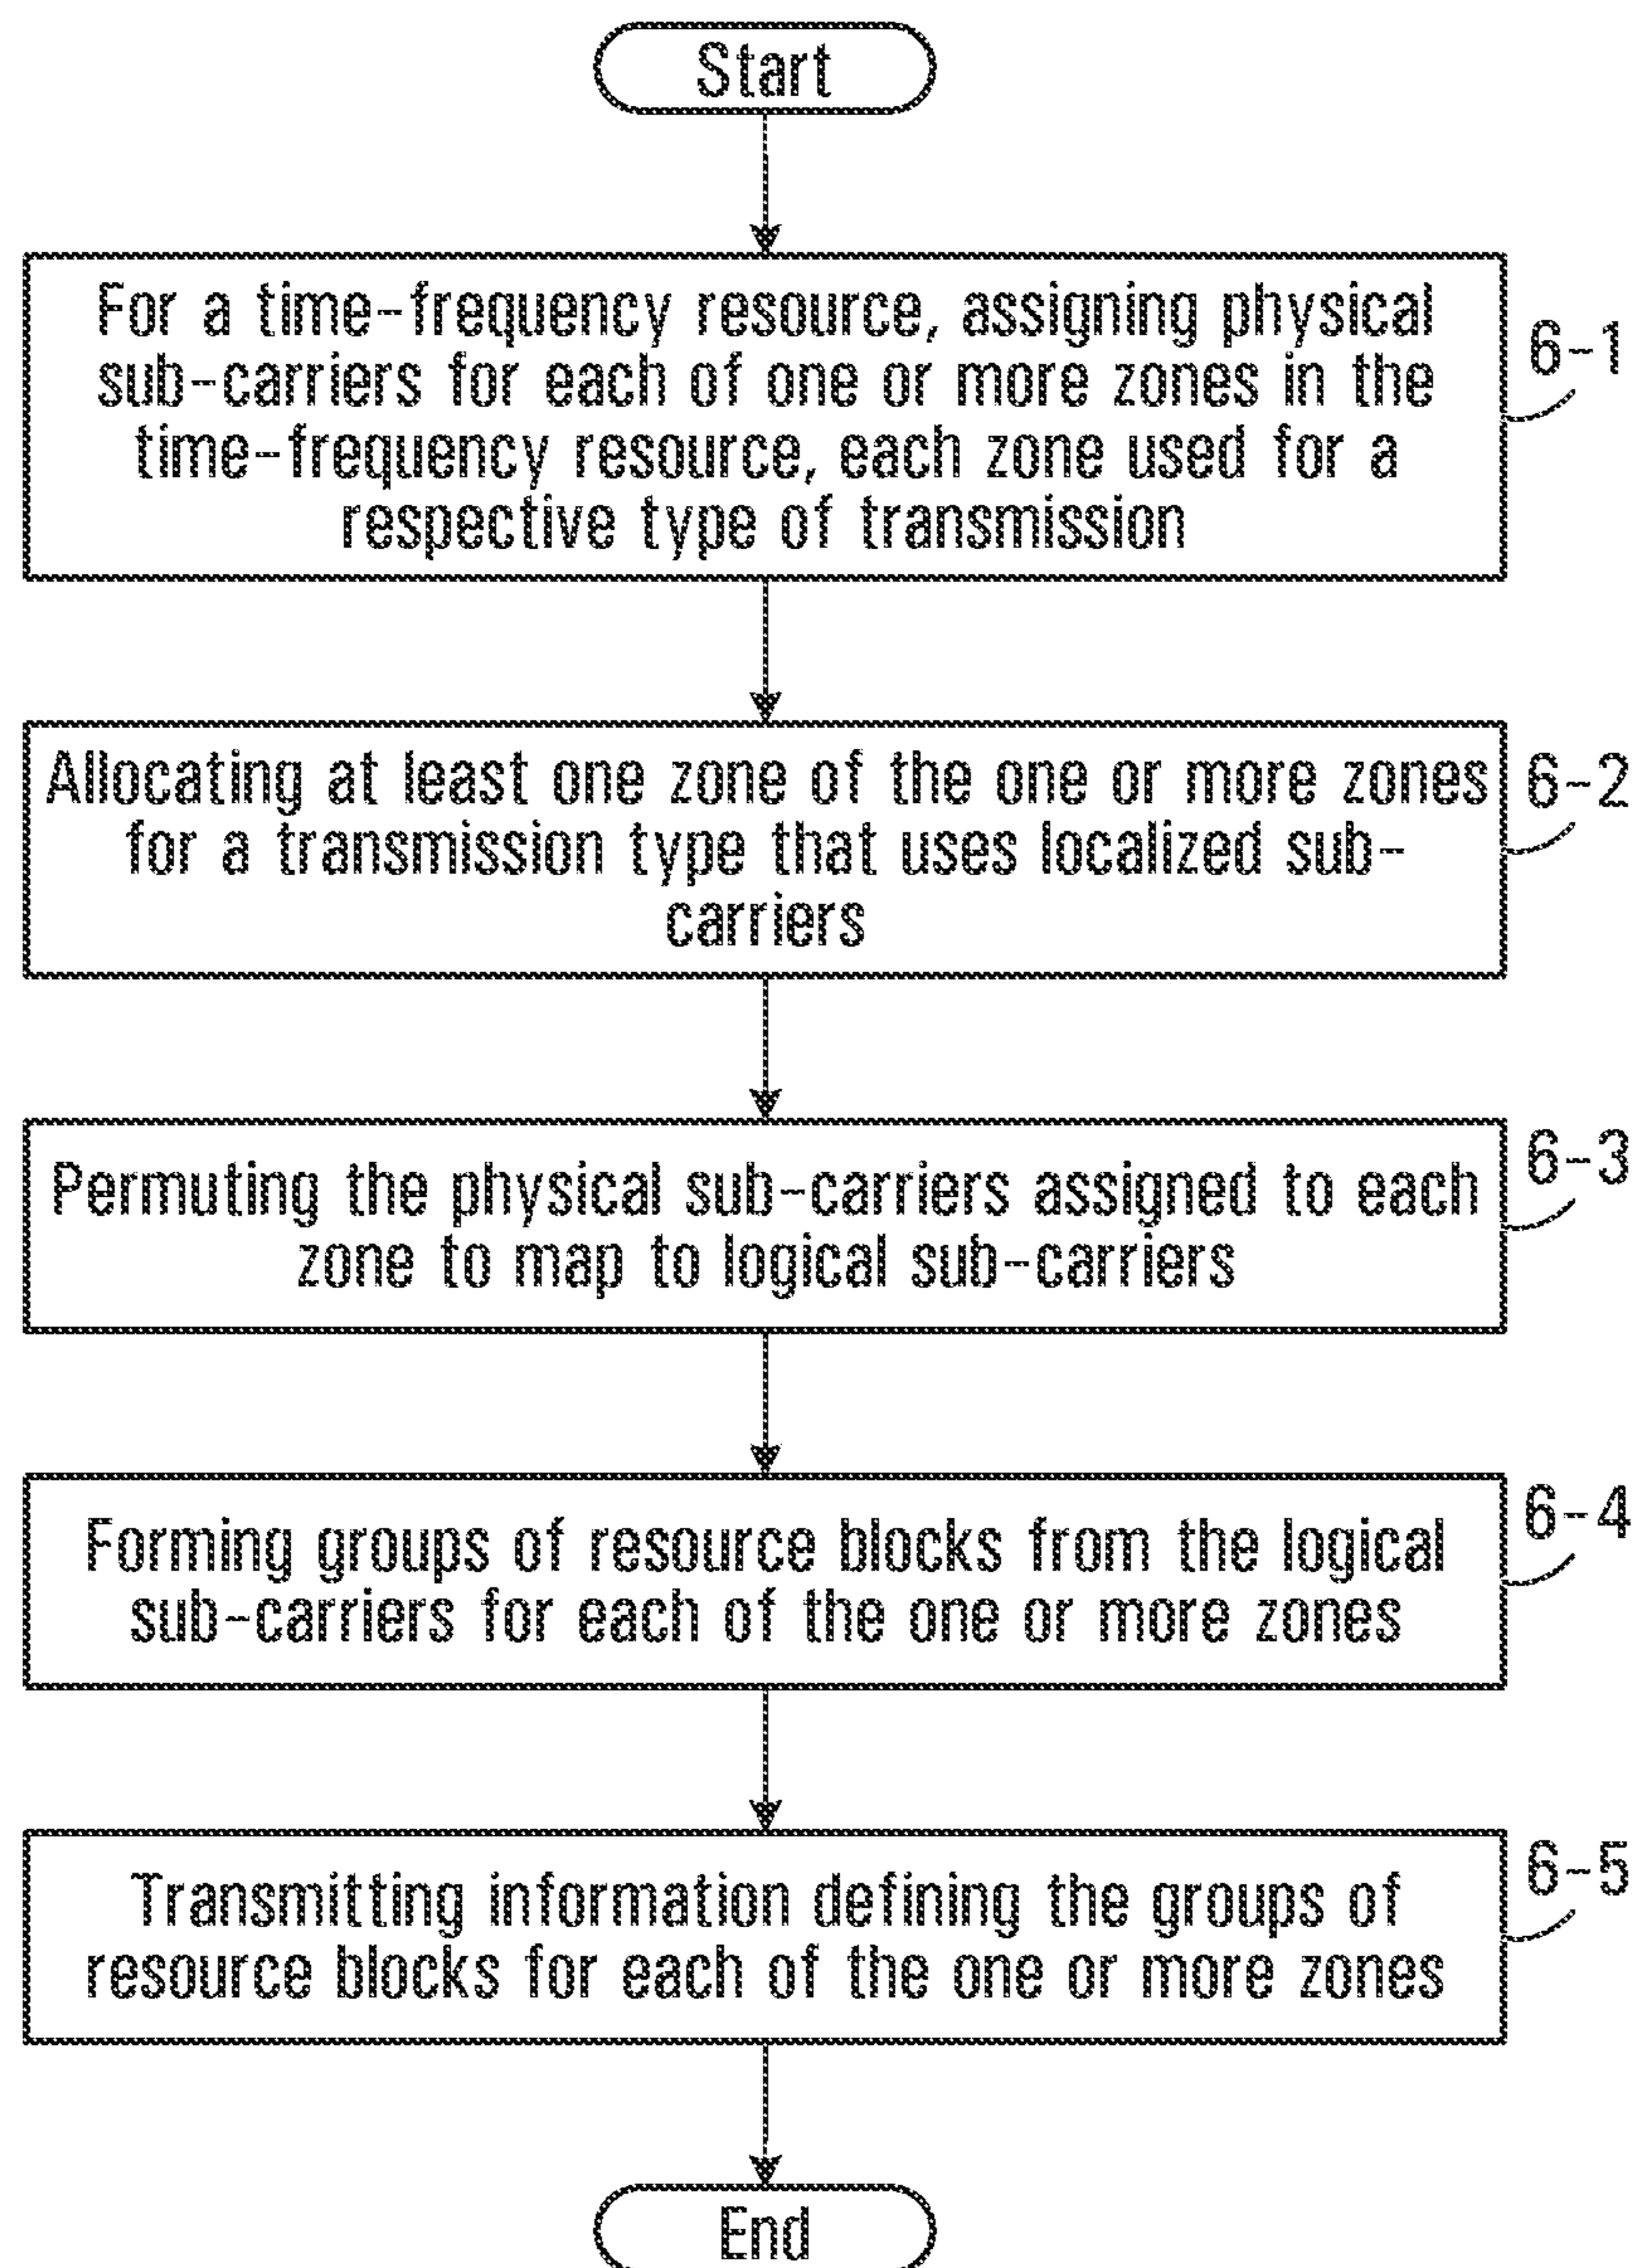 Start
For a time-frequency resource, assigning physical
sub-carriers for each of one or more zones in the
time-frequency resource, each zone used for a
respective type of transmission
6-1
Allocating at least one zone of the one or more zones
for a transmission type that uses localized sub-
carriers
6-2
Permuting the physical sub-carriers assigned to each
zone to map to logical sub-carriers
6-3
Forming groups of resource blocks from the logical
sub-carriers for each of the one or more zones
6-4
Transmitting information defining the groups of
resource blocks for each of the one or more zones
6-5
End